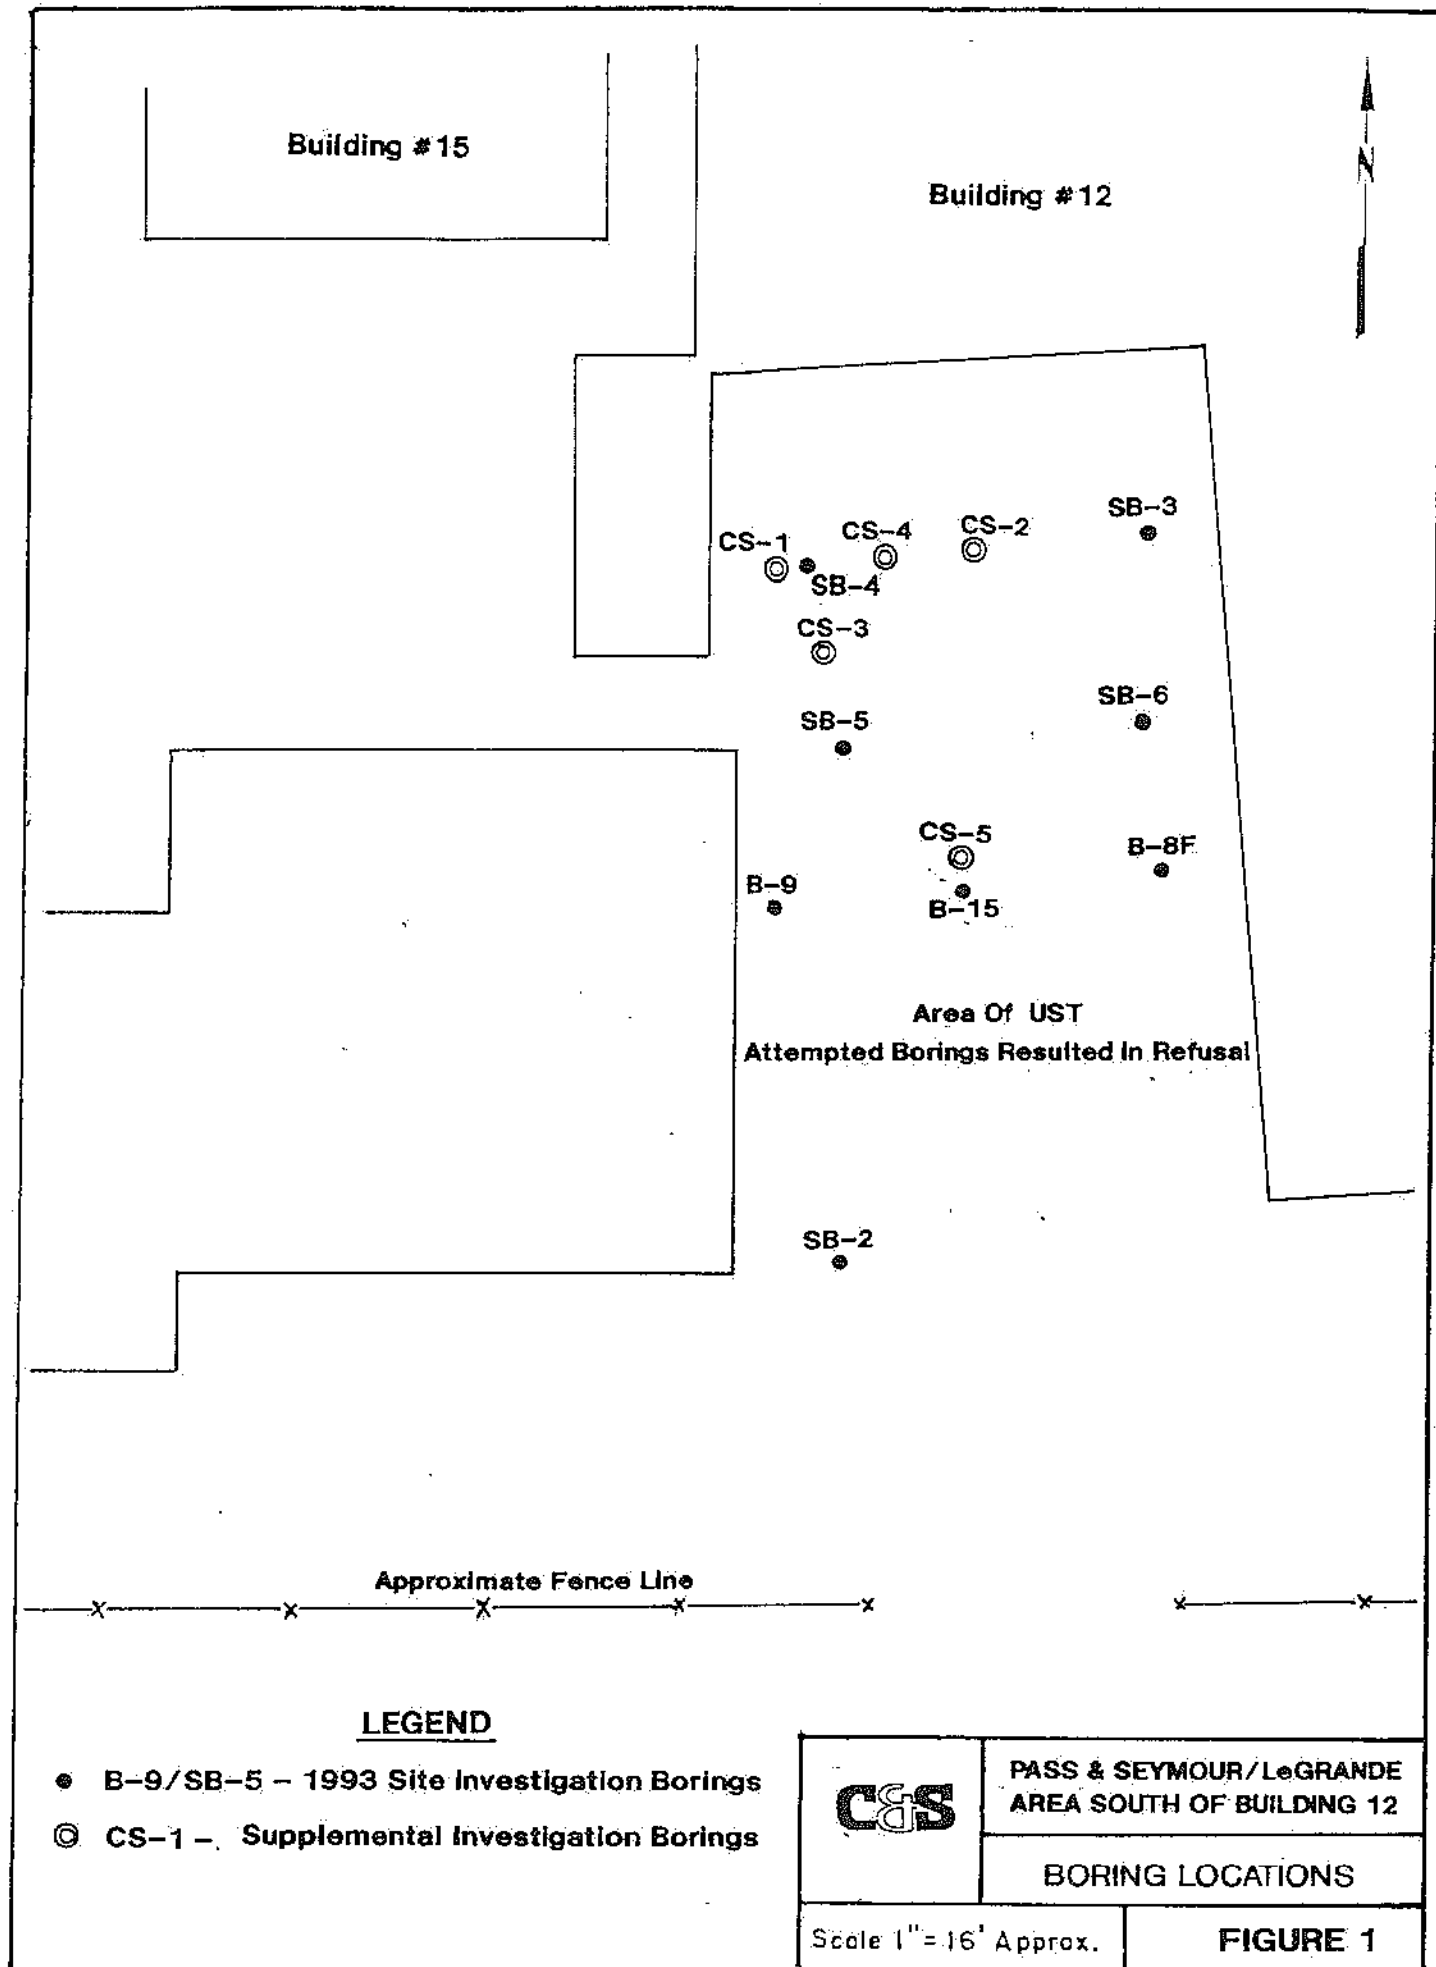 Building #15
Building #12
N
SB-3
CS-2
CS-4
CS-1
SB-4
CS-3
SB-6
SB-5
CS-5
B-8F
B-9
B-15
Area Of UST
Attempted Borings Resulted In Refusal
SB-2
Approximate Fence Line
x x x x x x x
LEGEND
B-9/SB-5 - 1993 Site Investigation Borings
CS-1 - Supplemental Investigation Borings
C&S
PASS & SEYMOUR/LeGRANDE
AREA SOUTH OF BUILDING 12
BORING LOCATIONS
Scale 1"=16' Approx.
FIGURE 1